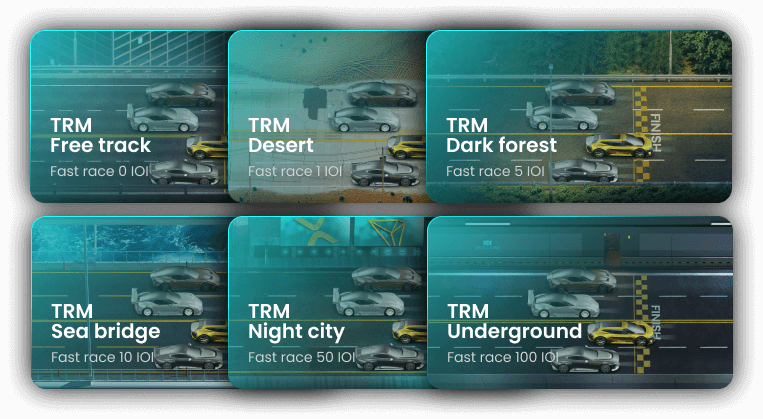 TRM
Free track
Fast race 0 IOI
TRM
Desert
Fast race 1 IOI
TRM
Dark forest
Fast race 5 IOI
FINISH
TRM
Sea bridge
Fast race 10 IOI
TRM
Night city
Fast race 50 IOI
TRM
Underground
Fast race 100 IOI
FINISH